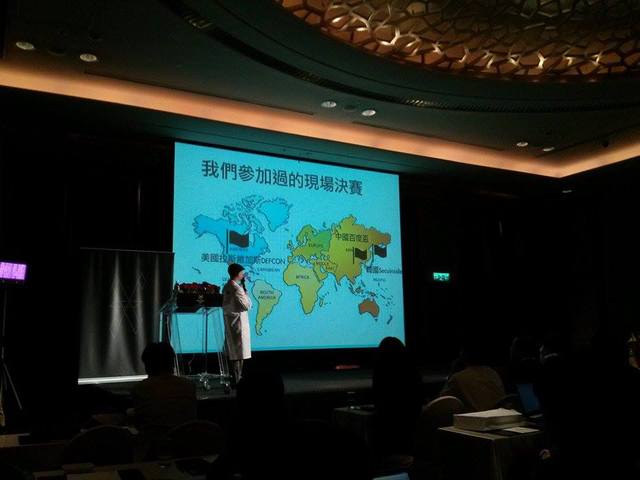 我們參加過的現場決賽
中國百度盃
EUROPE
美國拉斯維加斯DEFCON
韓國Secuinside
CARIBBEAN
MIDDLE
EAST
AFRICA
SOUTH
AMERICA